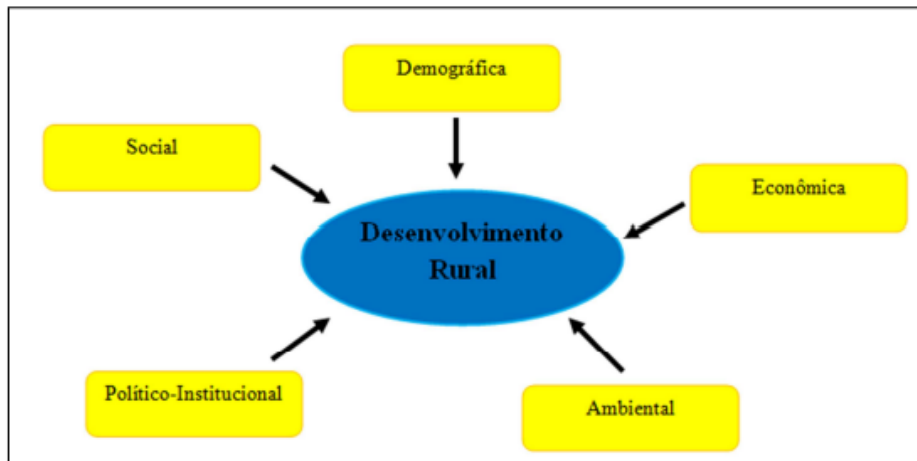 Demográfica
Social
Econômica
Desenvolvimento
Rural
Político-Institucional
Ambiental